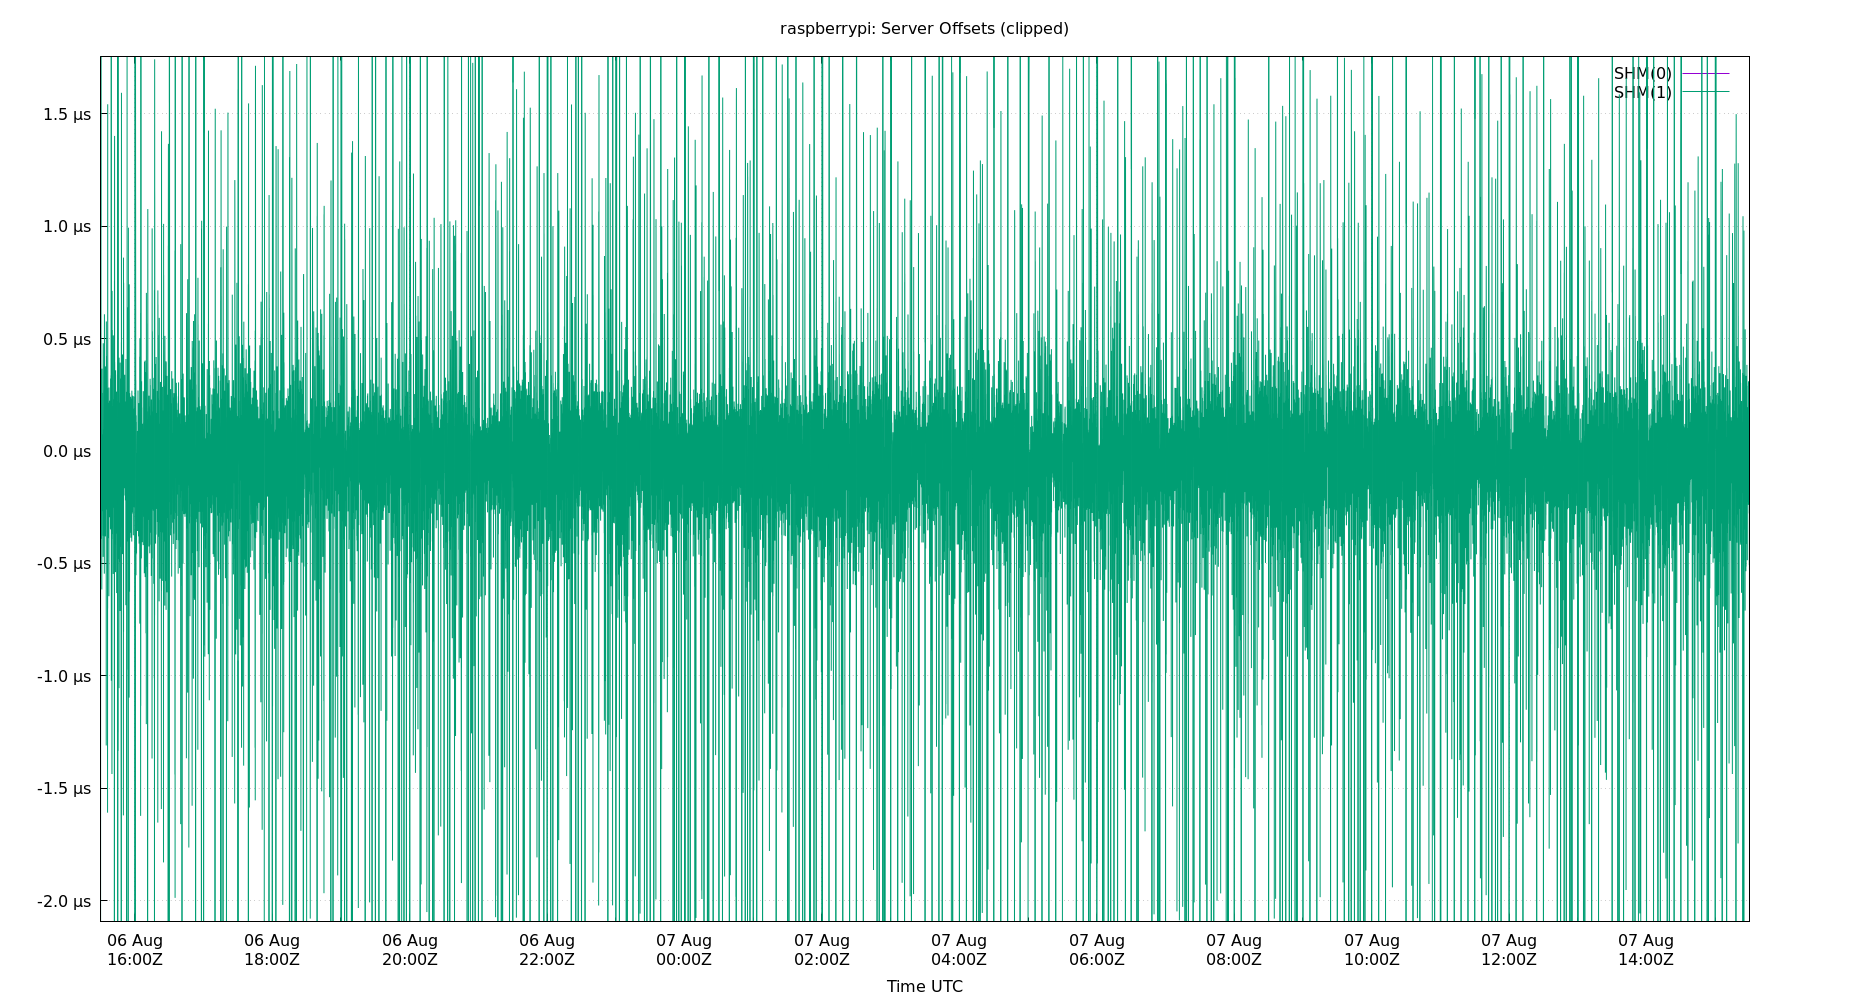 raspberrypi: Server Offsets (clipped)
SHM(0)
SHM(1)
1.5 µs
1.0 µs
0.5 µs
0.0 µs
-0.5 µs
-1.0 µs
-1.5 µs
-2.0 µs
06 Aug 06 Aug 06 Aug 06 Aug 07 Aug 07 Aug 07 Aug 07 Aug 07 Aug 07 Aug 07 Aug 07 Aug
16:00Z 18:00Z 20:00Z 22:00Z 00:00Z 02:00Z 04:00Z 06:00Z 08:00Z 10:00Z 12:00Z 14:00Z
Time UTC